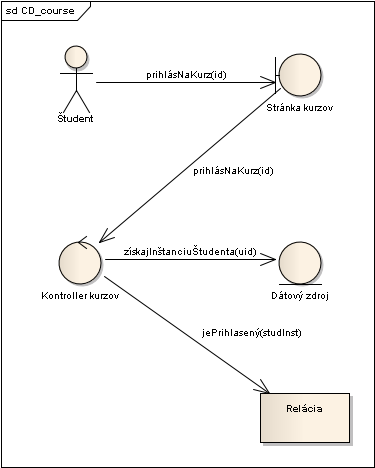 sd CD_course
prihlásNaKurz(id)
Študent
Stránka kurzov
prihlásNaKurz(id)
získajInštanciuŠtudenta(uid)
Kontroller kurzov
Dátový zdroj
jePrihlasený(studInst)
Relácia